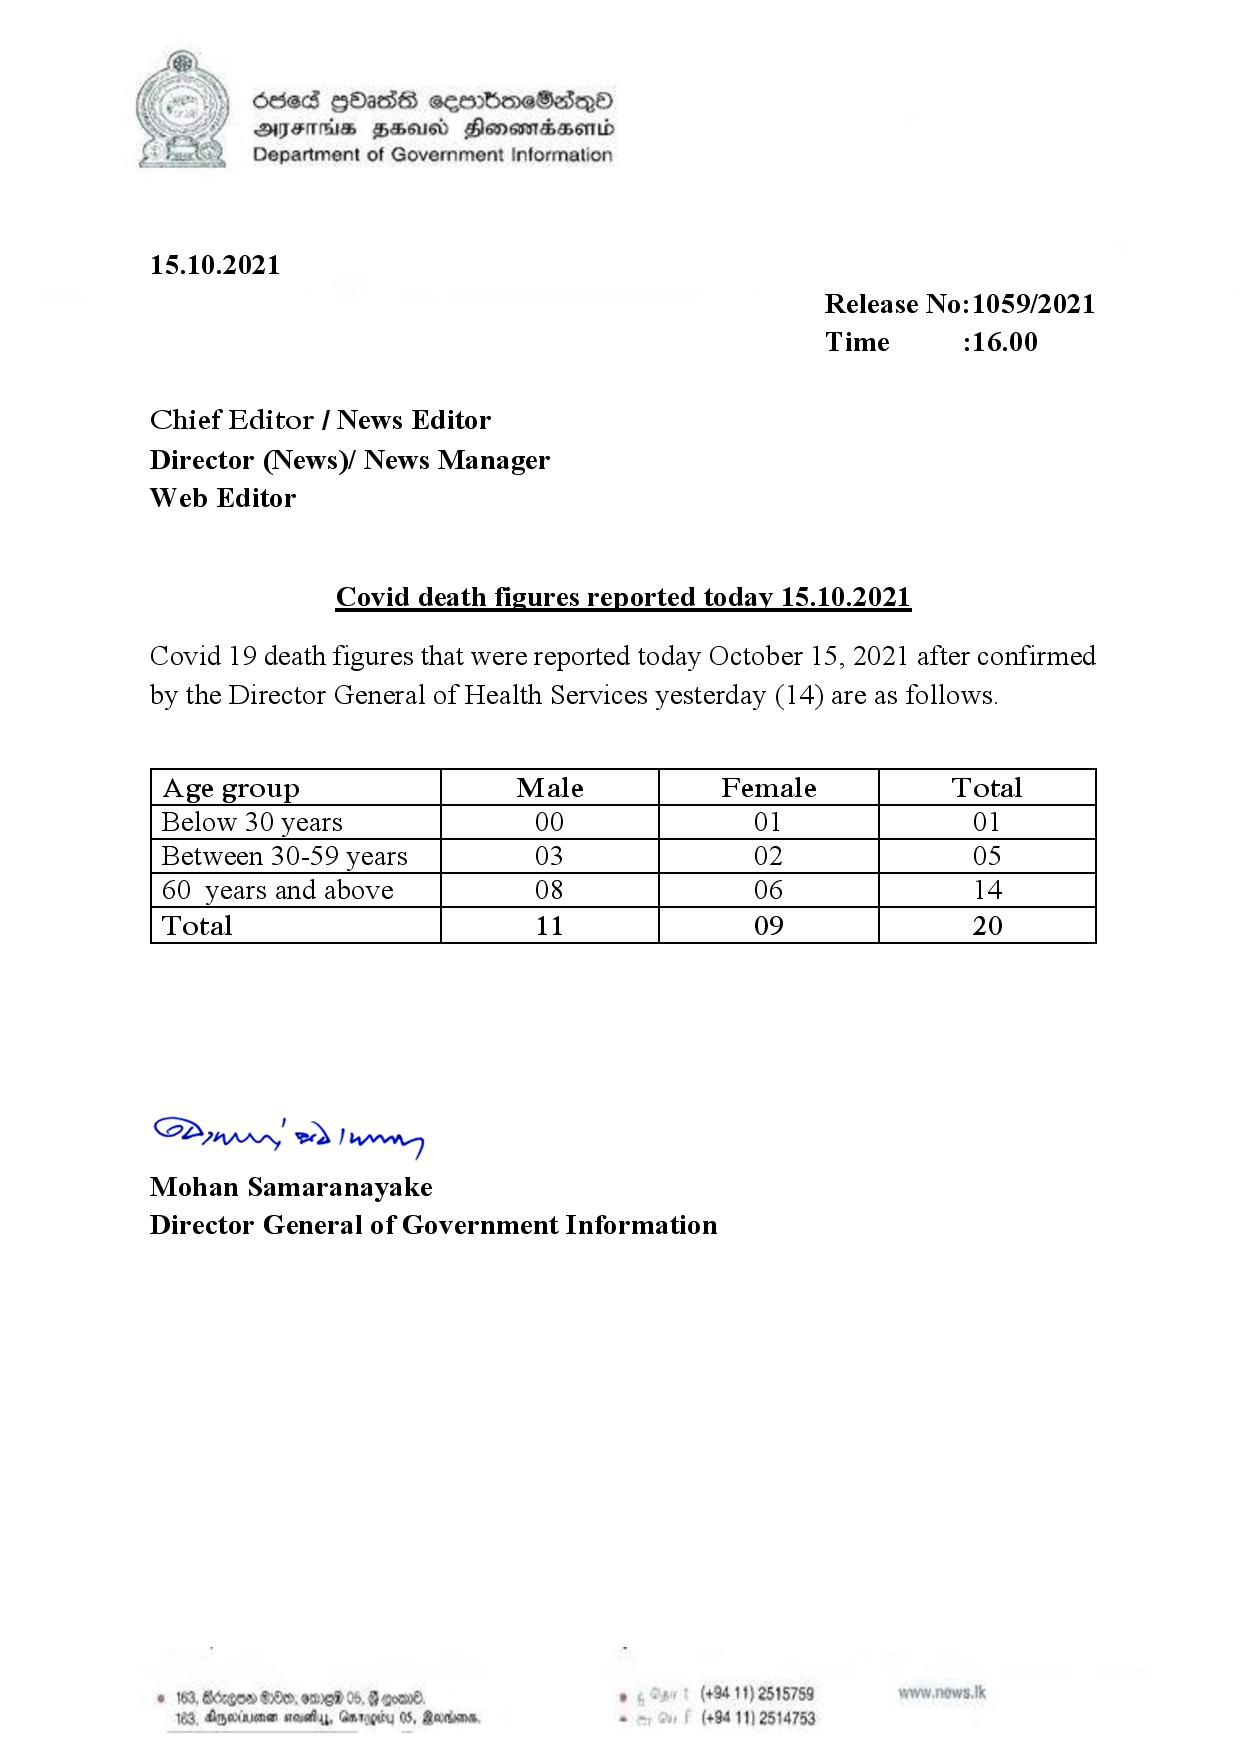 රජයේ ප්‍රවෘත්ති දෙපාර්තමේන්තුව
அரசாங்க தகவல் திணைக்களம்
Department of Government Information
15.10.2021
Release No:1059/2021
Time :16.00
Chief Editor / News Editor
Director (News)/ News Manager
Web Editor
Covid death figures reported today 15.10.2021
Covid 19 death figures that were reported today October 15, 2021 after confirmed
by the Director General of Health Services yesterday (14) are as follows.
Age group Male Female Total
Below 30 years 00 01 01
Between 30-59 years 03 02 05
60 years and above 08 06 14
Total 11 09 20
Mohan Samaranayake
Director General of Government Information
163, කිරුලපන මාවත, කොළඹ 05, ශ්‍රී ලංකාව. (+94 11) 2515759 www.news.lk
163, கிருலப்பனை எவனியூ, கொழும்பு 05, இலங்கை. (+94 11) 2514753